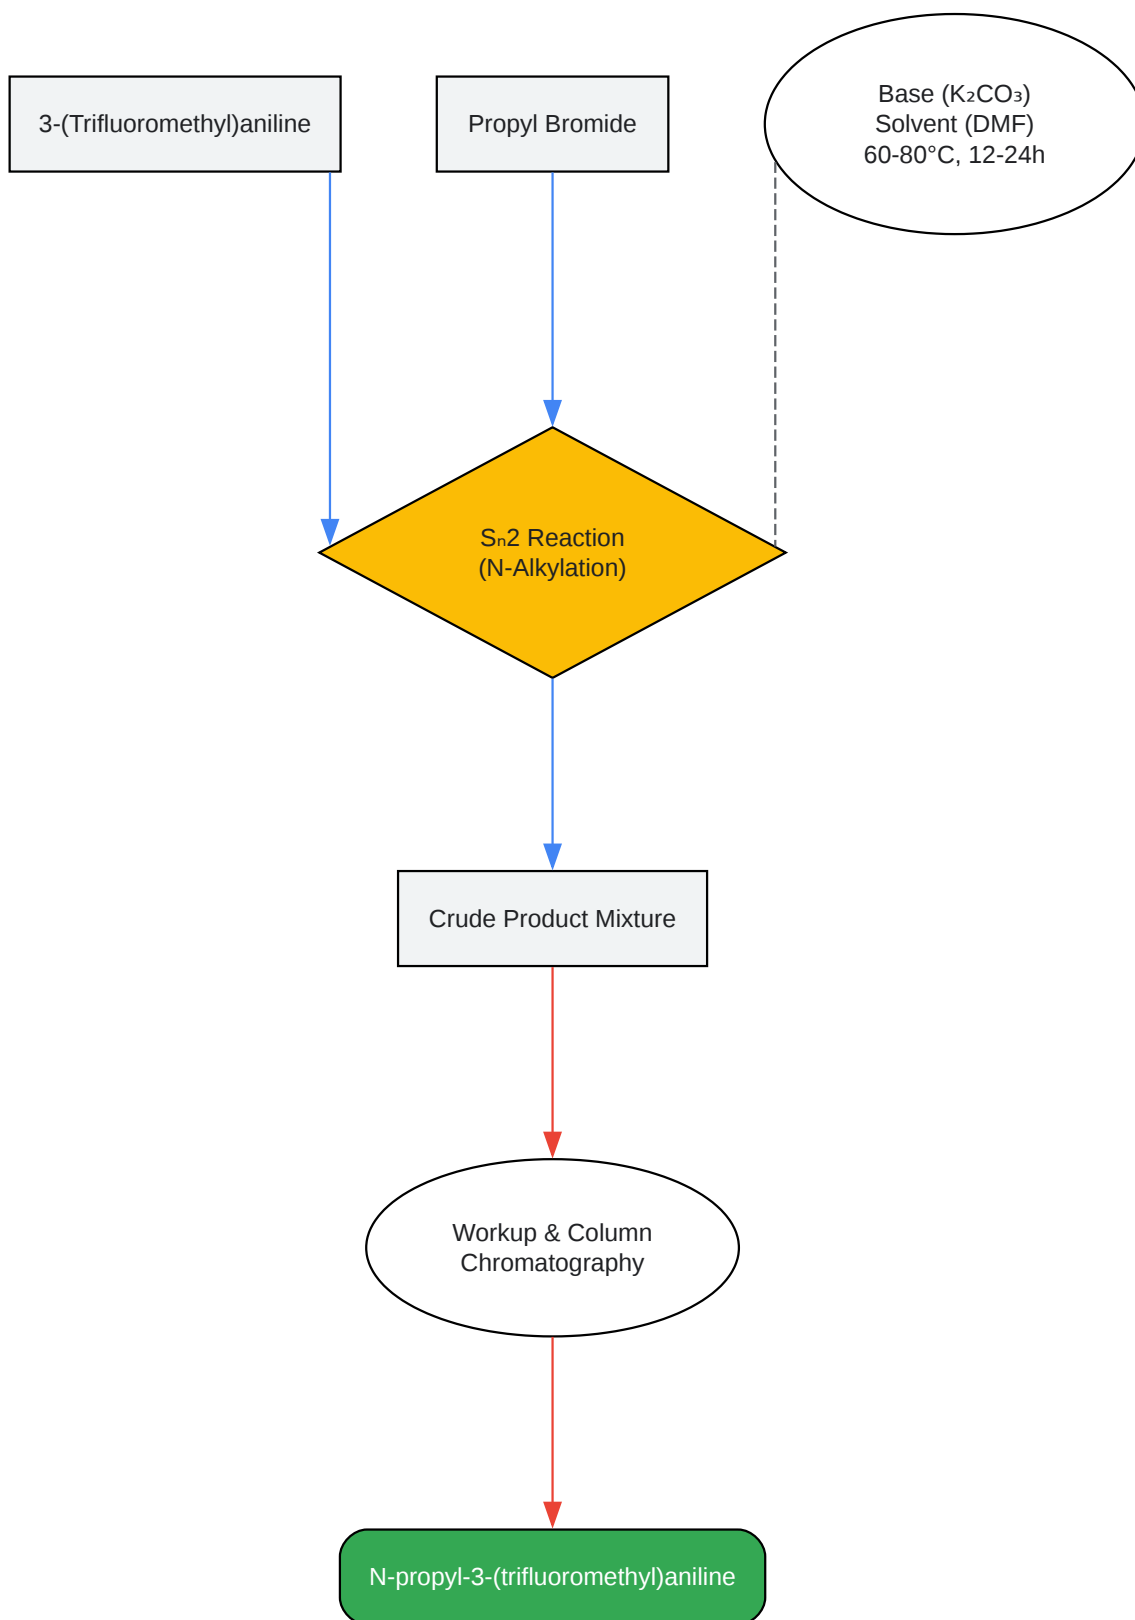 3-(Trifluoromethyl)aniline
Propyl Bromide
Base (K₂CO₃)
Solvent (DMF)
60-80°C, 12-24h
Sₙ2 Reaction
(N-Alkylation)
Crude Product Mixture
Workup & Column
Chromatography
N-propyl-3-(trifluoromethyl)aniline